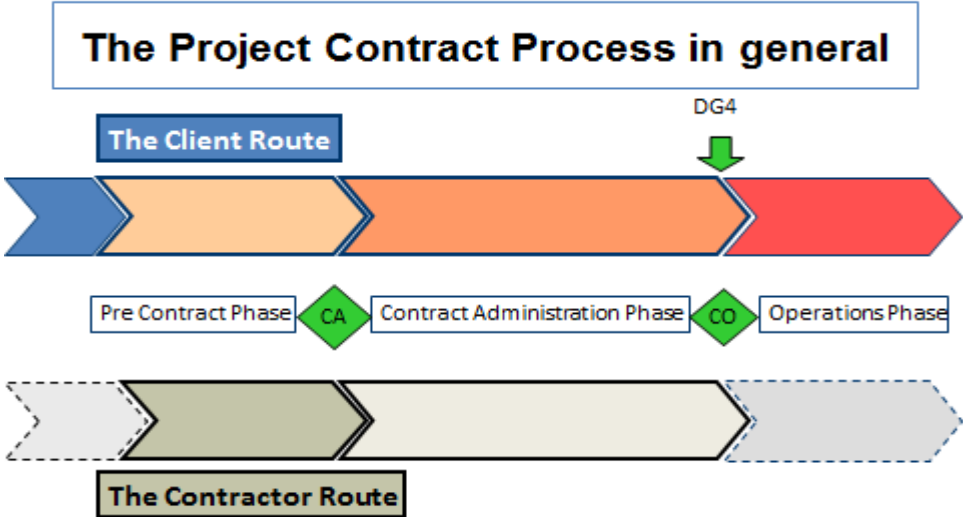 The Project Contract Process in general
DG4
The Client Route
Pre Contract Phase CA Contract Administration Phase CO Operations Phase
The Contractor Route